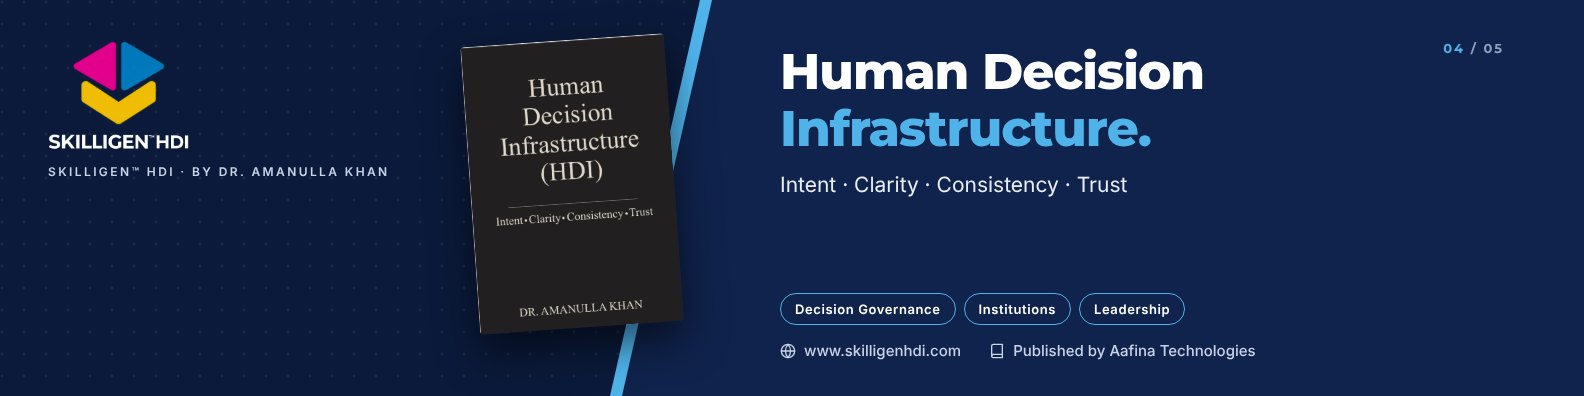 SKILLIGEN™HDI
SKILLIGEN™ HDI · BY DR. AMANULLA KHAN
Human
Decision
Infrastructure
(HDI)
Intent•Clarity•Consistency•Trust
DR. AMANULLA KHAN
04 / 05
Human Decision
Infrastructure.
Intent · Clarity · Consistency · Trust
Decision Governance
Institutions
Leadership
www.skilligenhdi.com
Published by Aafina Technologies